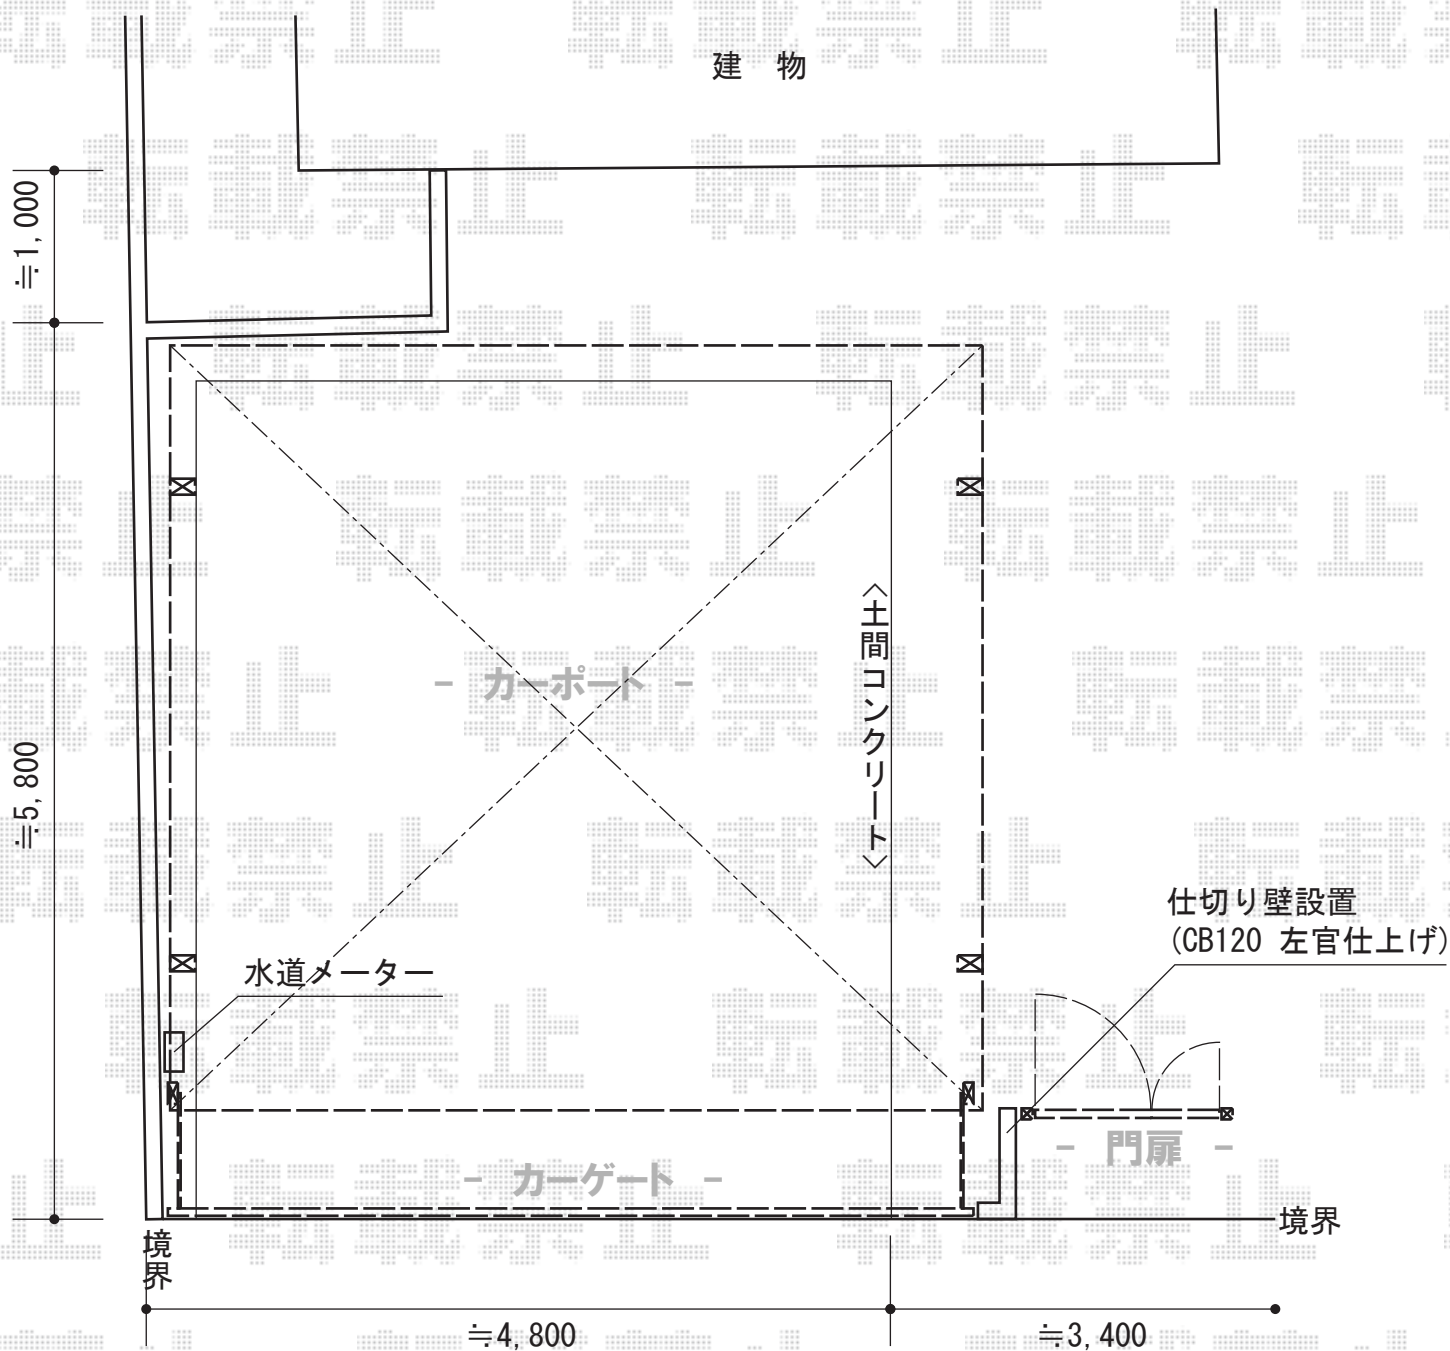 建　物
≒1,000
≒5,800
- カーポート -
〈土間コンクリート〉
仕切り壁設置
(CB120 左官仕上げ)
水道メーター
- 門扉 -
- カーゲート -
境界
境界
≒4,800
≒3,400
転載禁止